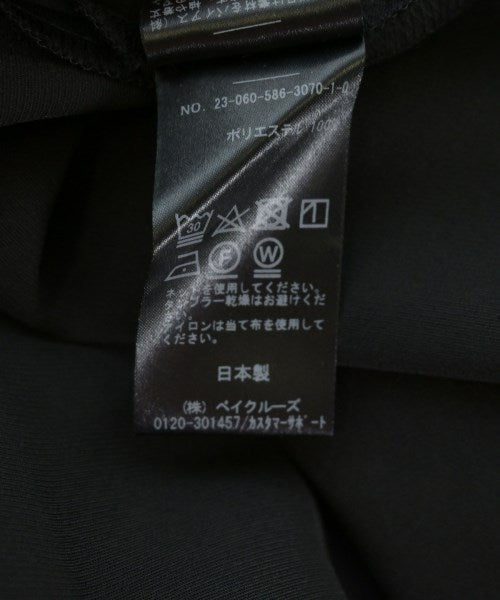 NO. 23-060-586-3070-1-0
ポリエステル 100%
30
F W
ネットを使用してください。
タンブラー乾燥はお避けくだ
さい。
アイロンは当て布を使用して
ください。
日本製
(株) ベイクルーズ
0120-301457/カスタマーサポート